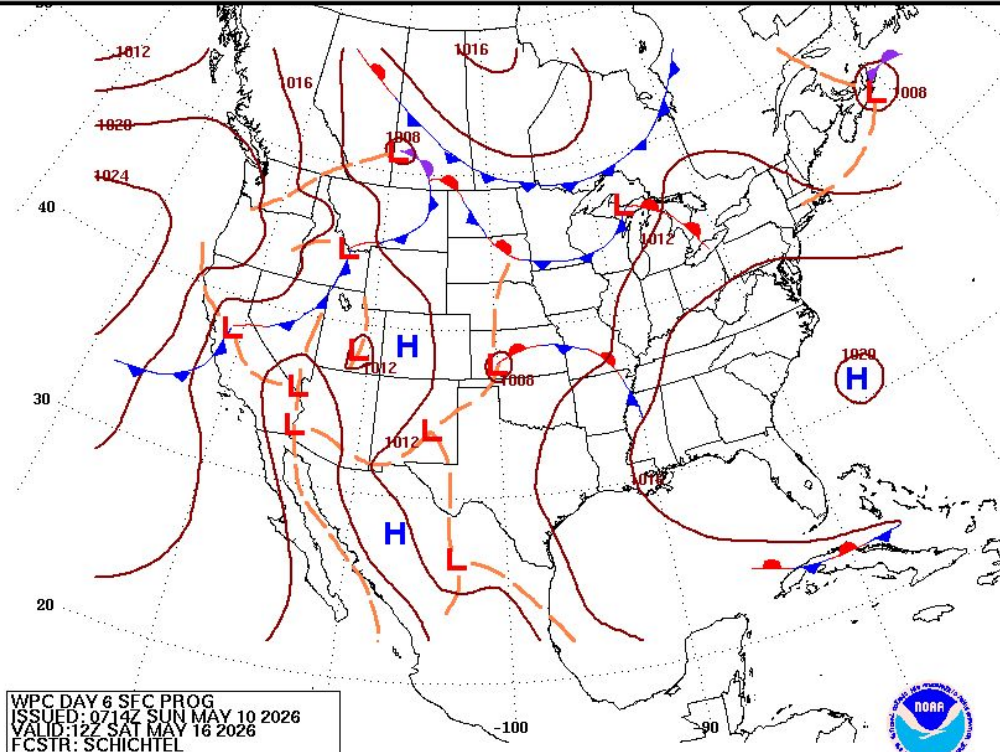 1012
1016
1016
1008
1008
1020
1024
40
L
L
L
L
1012
L
H
L
1012
L
1008
1020
H
L
30
L
L
1012
1016
H
L
20
-100
-90
WPC DAY 6 SFC PROG
ISSUED: 0714Z SUN MAY 10 2026
VALID:12Z SAT MAY 16 2026
FCSTR: SCHICHTEL
NOAA